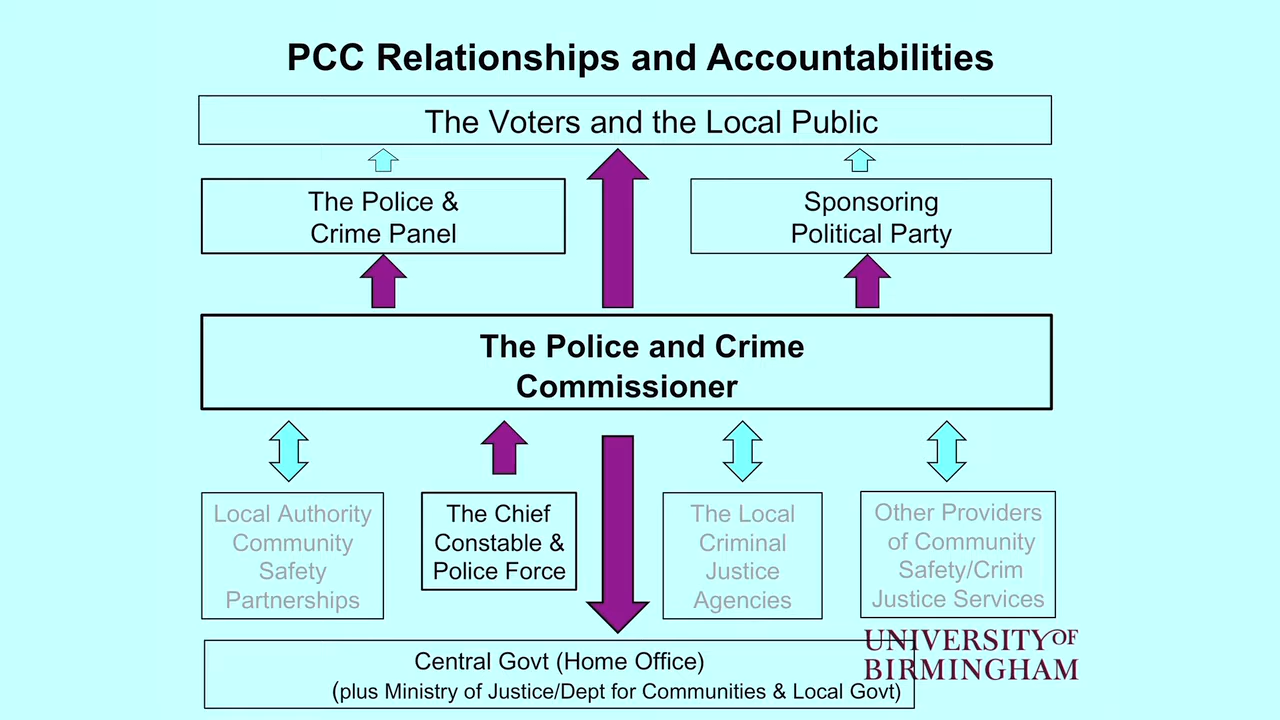 PCC Relationships and Accountabilities
The Voters and the Local Public
The Police &
Crime Panel
Sponsoring
Political Party
The Police and Crime
Commissioner
Local Authority
Community
Safety
Partnerships
The Chief
Constable &
Police Force
The Local
Criminal
Justice
Agencies
Other Providers
of Community
Safety/Crim
Justice Services
Central Govt (Home Office)
(plus Ministry of Justice/Dept for Communities & Local Govt)
UNIVERSITY OF
BIRMINGHAM